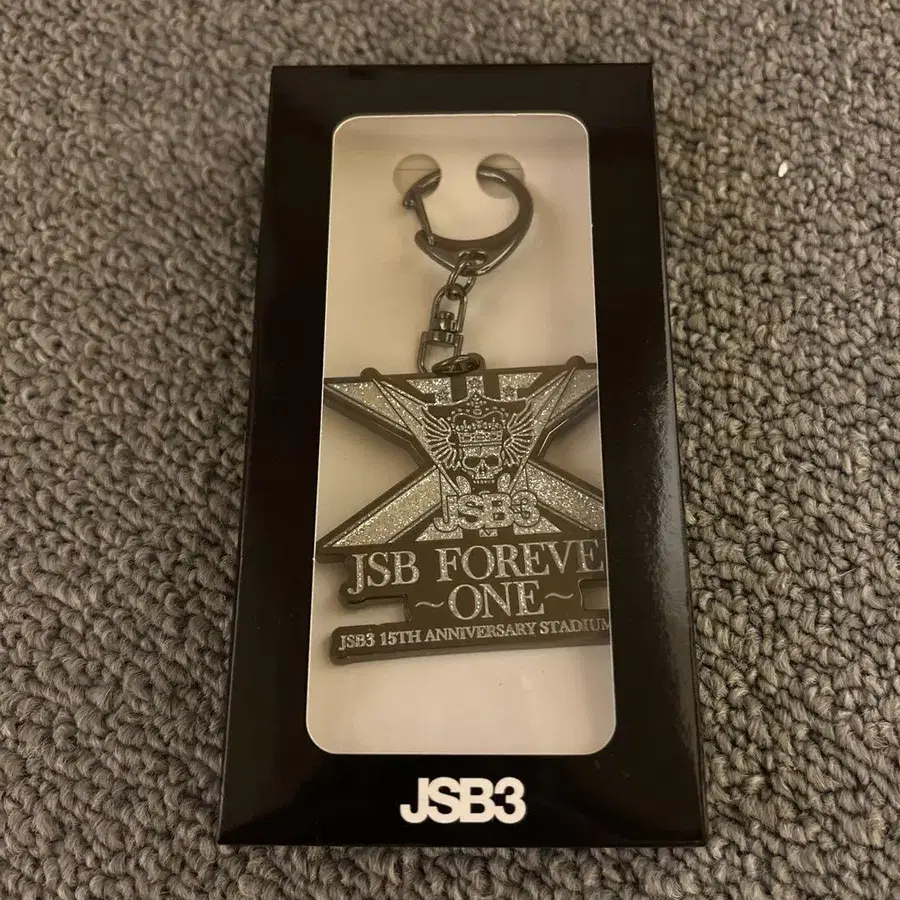 JSB3
JSB FOREVE
~ONE~
JSB3 15TH ANNIVERSARY STADIUM
JSB3